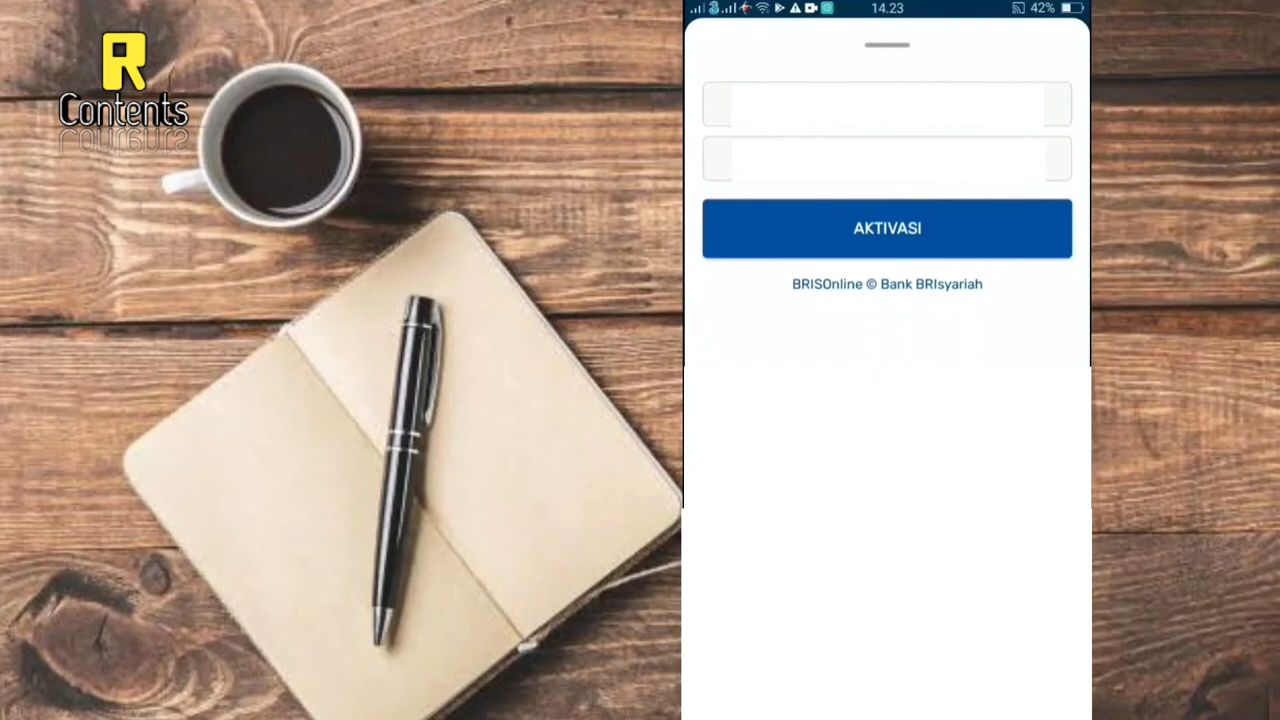 R
Contents
14.23
42%
AKTIVASI
BRISOnline © Bank BRIsyariah